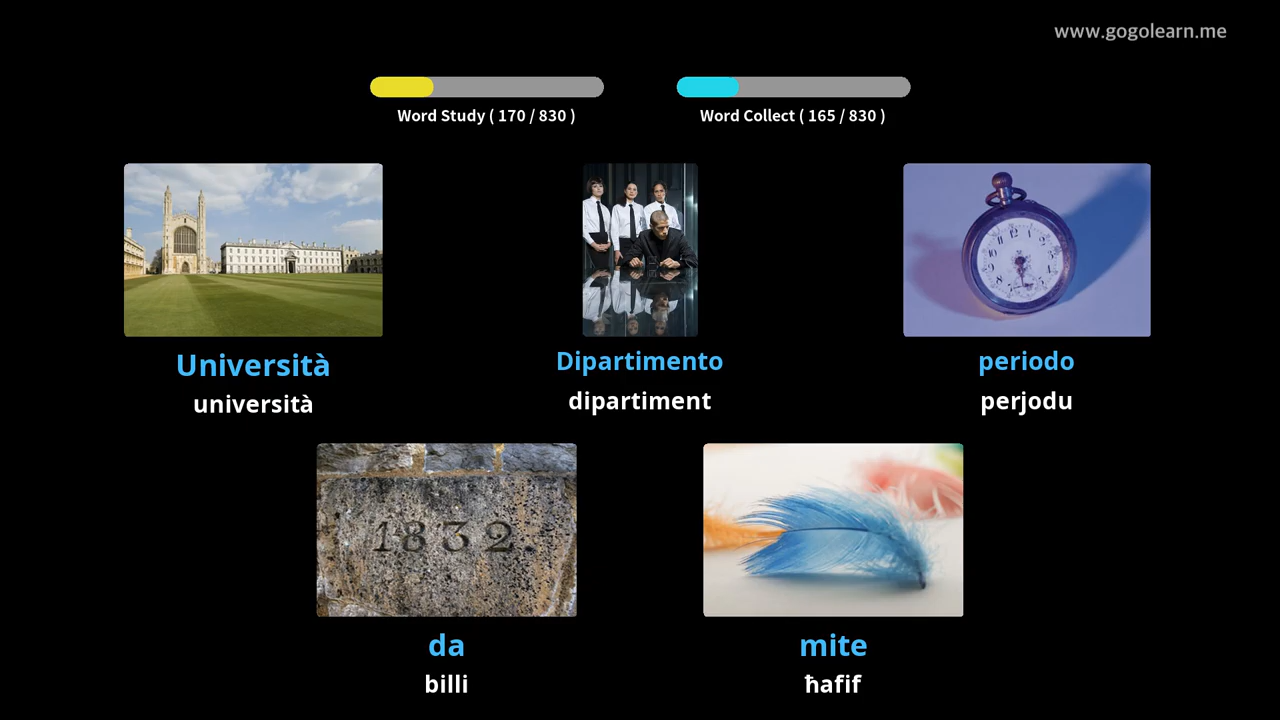 www.gogolearn.me
Word Study ( 170 / 830 )
Word Collect ( 165 / 830 )
Università
Dipartimento
periodo
università
dipartiment
perjodu
1832
da
mite
billi
ħafif